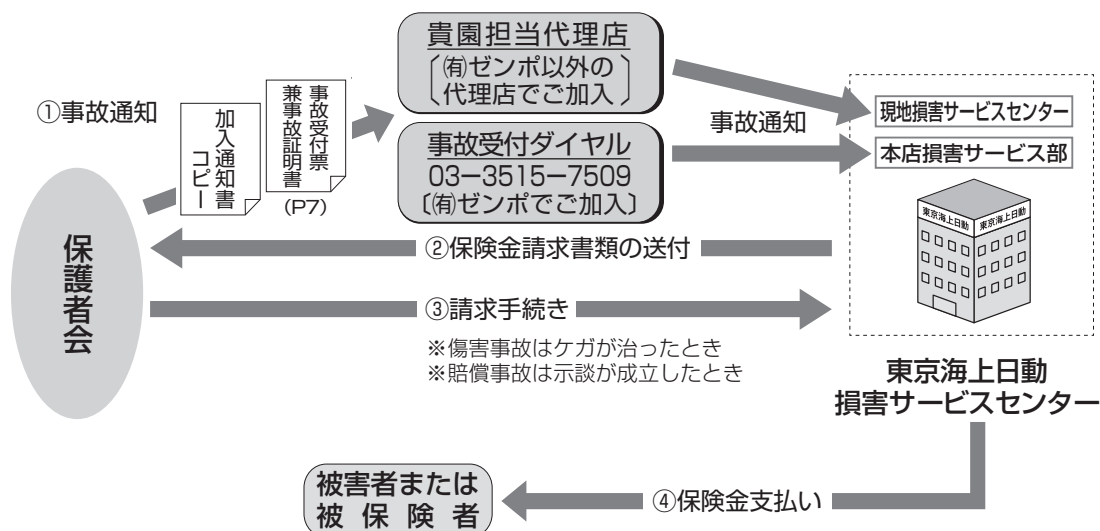 貴園担当代理店
〔㈲ゼンポ以外の
代理店でご加入〕
①事故通知
加入通知書
コピー
事故受付票
兼事故証明書
(P7)
事故受付ダイヤル
03−3515−7509
〔㈲ゼンポでご加入〕
事故通知
現地損害サービスセンター
本店損害サービス部
東京海上日動
東京海上日動
保護者会
②保険金請求書類の送付
③請求手続き
※傷害事故はケガが治ったとき
※賠償事故は示談が成立したとき
東京海上日動
損害サービスセンター
④保険金支払い
被害者または
被保険者